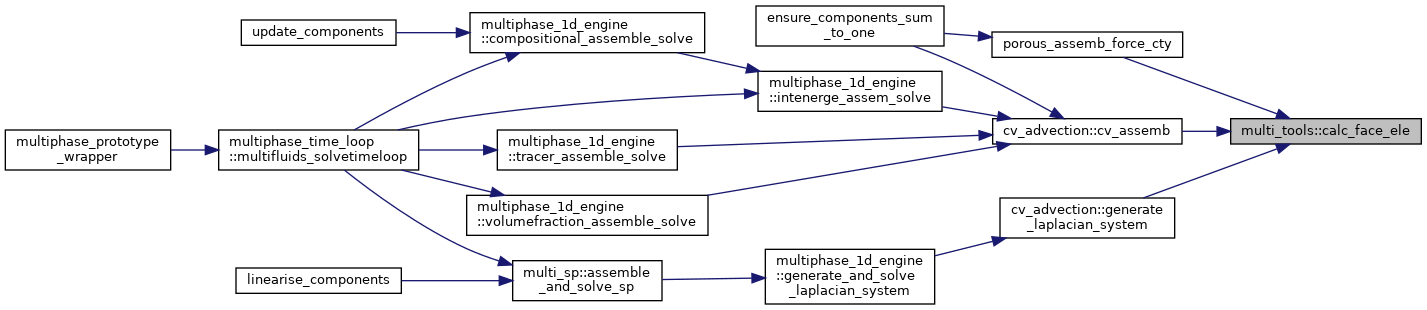 update_components
multiphase_1d_engine
::compositional_assemble_solve
ensure_components_sum
_to_one
porous_assemb_force_cty
multiphase_1d_engine
::intenerge_assem_solve
multiphase_prototype
_wrapper
multiphase_time_loop
::multifluids_solvetimeloop
multiphase_1d_engine
::tracer_assemble_solve
cv_advection::cv_assemb
multi_tools::calc_face_ele
multiphase_1d_engine
::volumefraction_assemble_solve
cv_advection::generate
_laplacian_system
linearise_components
multi_sp::assemble
_and_solve_sp
multiphase_1d_engine
::generate_and_solve
_laplacian_system